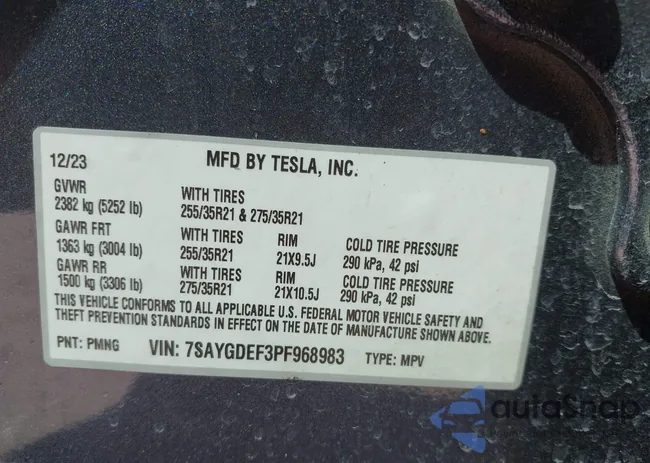 12/23 MFD BY TESLA, INC.
GVWR WITH TIRES
2382 kg (5252 lb) 255/35R21 & 275/35R21
GAWR FRT WITH TIRES RIM COLD TIRE PRESSURE
1363 kg (3004 lb) 255/35R21 21X9.5J 290 kPa, 42 psi
GAWR RR WITH TIRES RIM COLD TIRE PRESSURE
1500 kg (3306 lb) 275/35R21 21X10.5J 290 kPa, 42 psi
THIS VEHICLE CONFORMS TO ALL APPLICABLE U.S. FEDERAL MOTOR VEHICLE SAFETY AND
THEFT PREVENTION STANDARDS IN EFFECT ON THE DATE OF MANUFACTURE SHOWN ABOVE.
PNT: PMNG VIN: 7SAYGDEF3PF968983 TYPE: MPV
autoSnap